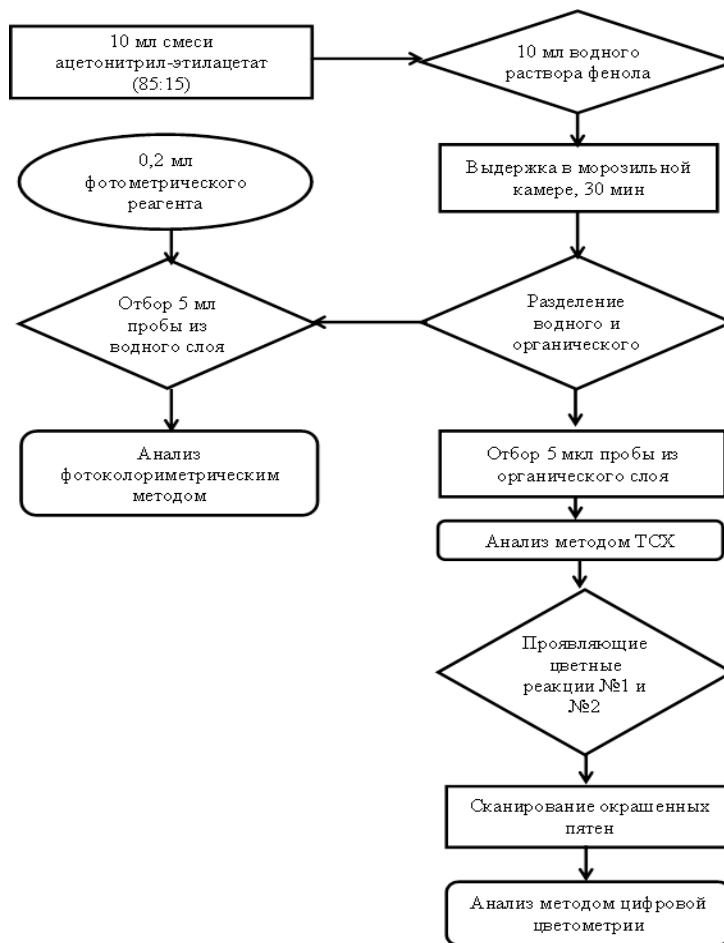 10 мл смеси
ацетонитрил-этилацетат
(85:15)
10 мл водного
раствора фенола
0,2 мл
фотометрического
реагента
Выдержка в морозильной
камере, 30 мин
Отбор 5 мл
пробы из
водного слоя
Разделение
водного и
органического
Анализ
фотоколориметрическим
методом
Отбор 5 мкл пробы из
органического слоя
Анализ методом ТСХ
Проявляющие
цветные
реакции №1 и
№2
Сканирование окрашенных
пятен
Анализ методом цифровой
цветометрии